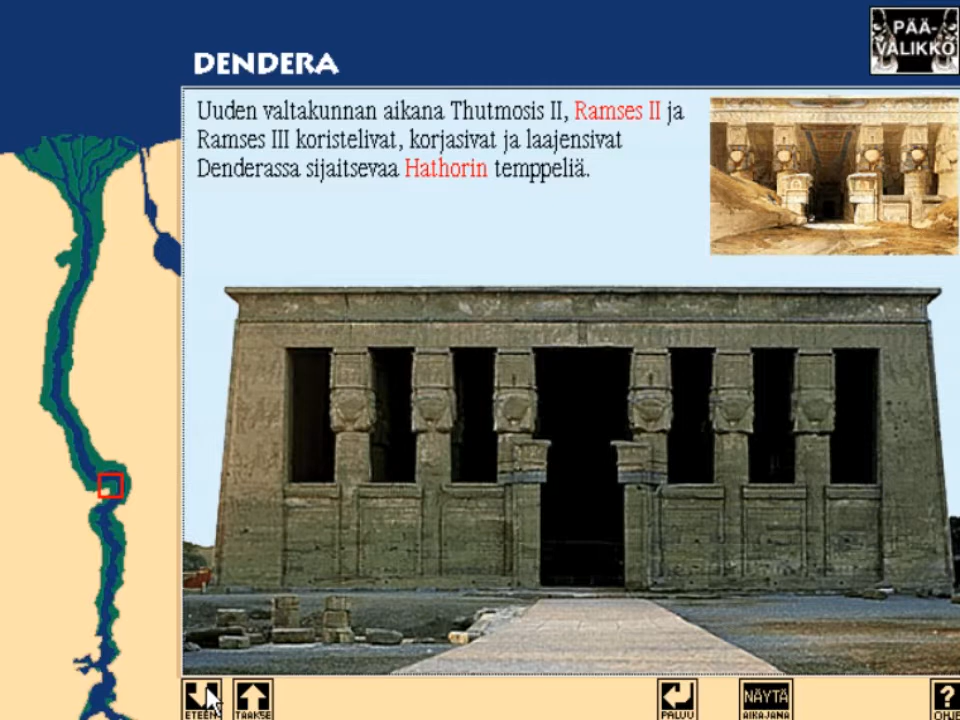 PÄÄ-
VALIKKO
DENDERA
Uuden valtakunnan aikana Thutmosis II, Ramses II ja
Ramses III koristelivat, korjasivat ja laajensivat
Denderassa sijaitsevaa Hathorin temppeliä.
ETEEN
TAAKSE
PALUU
NÄYTÄ
AIKAJANA
?
OHJE